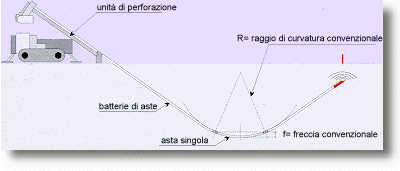 unità di perforazione
R= raggio di curvatura convenzionale
batterie di aste
f= freccia convenzionale
asta singola